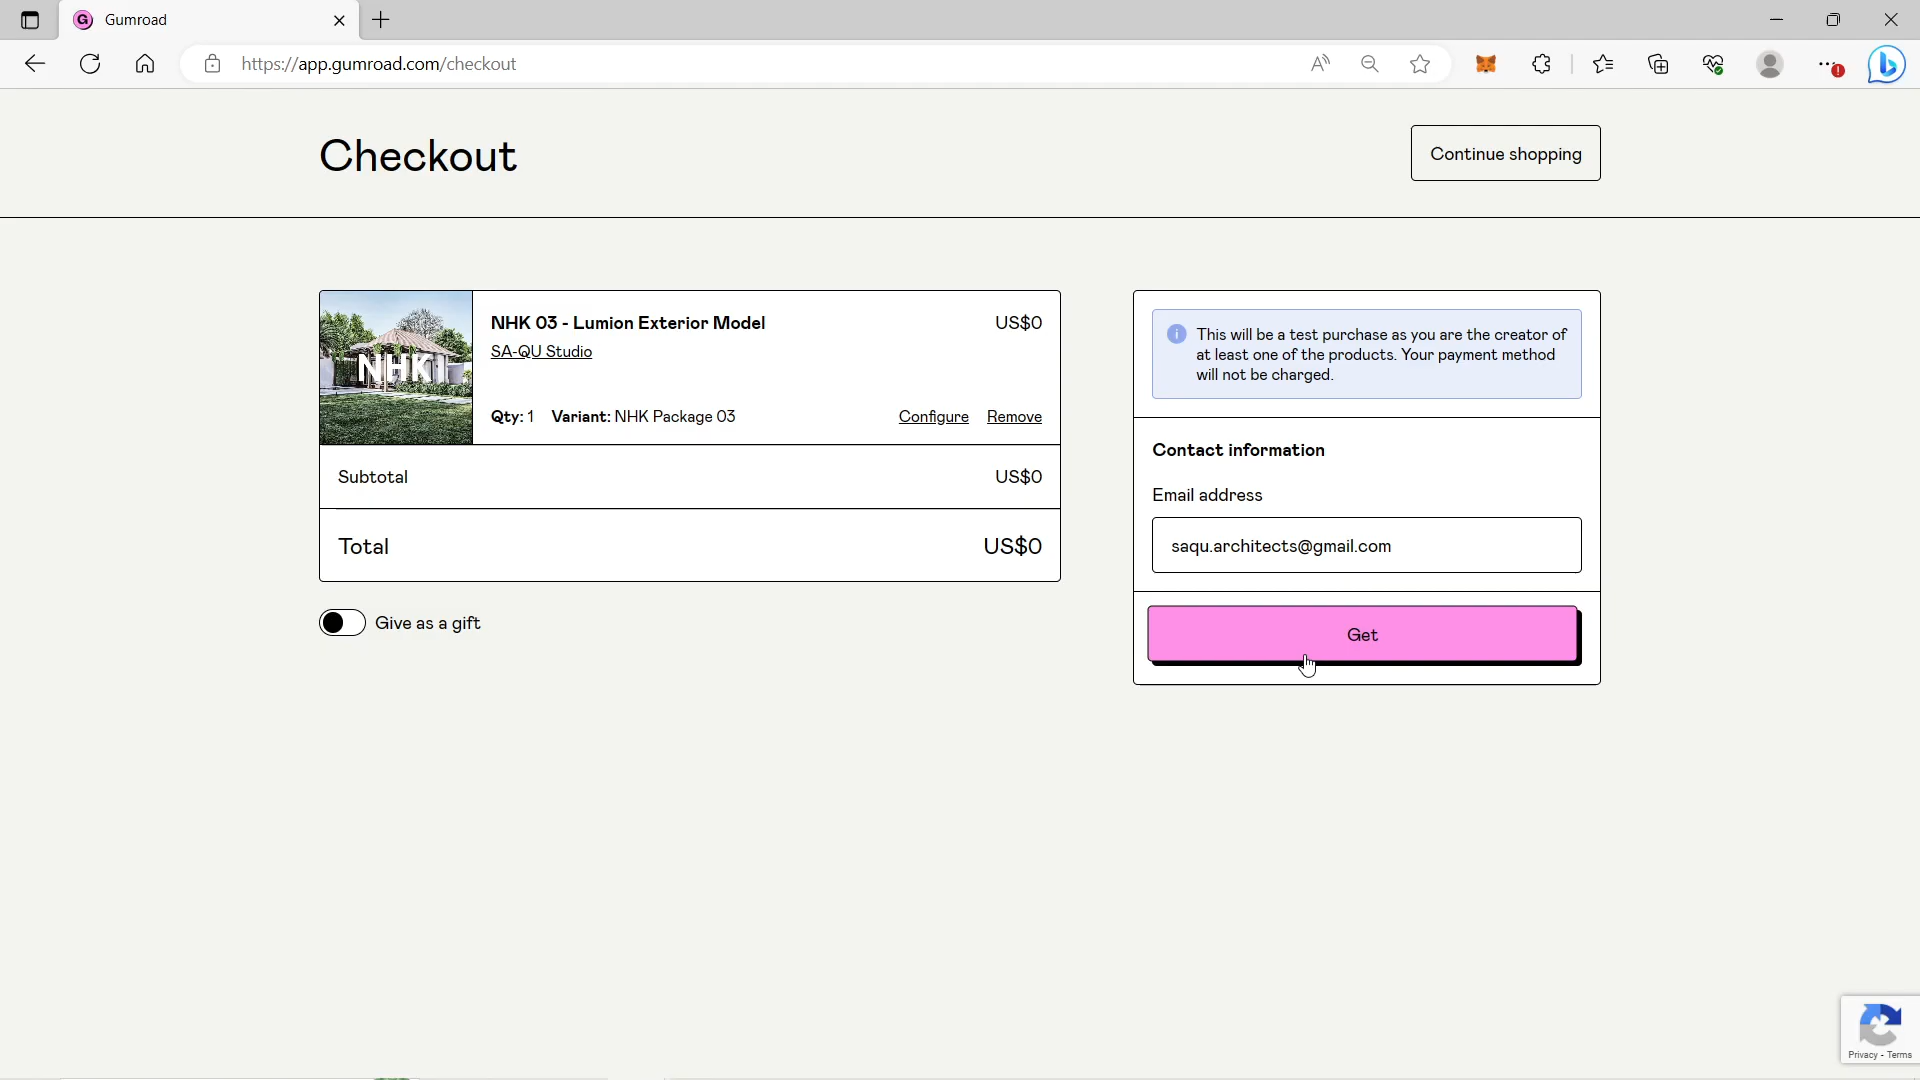 G Gumroad
https://app.gumroad.com/checkout
Checkout
Continue shopping
NHK 03 - Lumion Exterior Model
US$0
SA-QU Studio
NHK
Qty: 1 Variant: NHK Package 03
Configure Remove
Subtotal
US$0
Total
US$0
Give as a gift
This will be a test purchase as you are the creator of
at least one of the products. Your payment method
will not be charged.
Contact information
Email address
saqu.architects@gmail.com
Get
Privacy - Terms